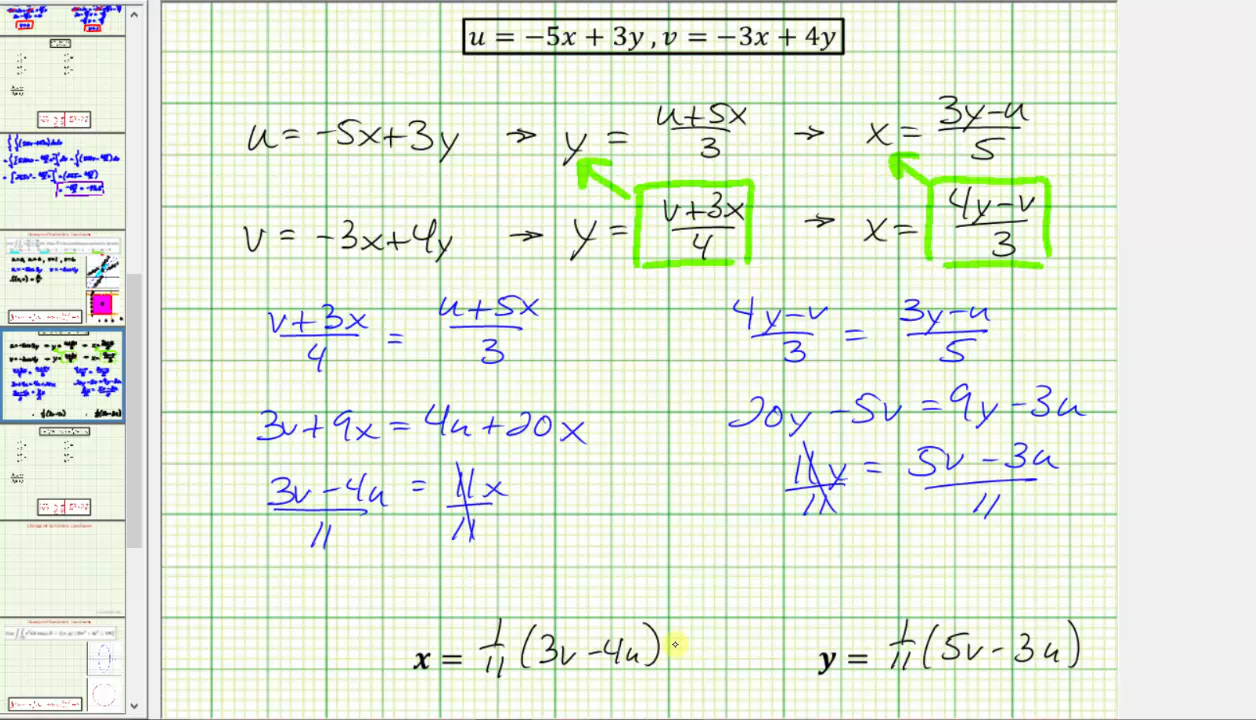 u = −5x + 3y , v = −3x + 4y
u = -5x+3y → y = (u+5x)/3 → x = (3y-u)/5
v = -3x+4y → y = (v+3x)/4 → x = (4y-v)/3
(v+3x)/4 = (u+5x)/3
(4y-v)/3 = (3y-u)/5
3v+9x = 4u+20x
20y -5v = 9y -3u
(3v-4u)/11 = 11x/11
11y/11 = (5v -3u)/11
x = 1/11 (3v-4u)
y = 1/11 (5v-3u)